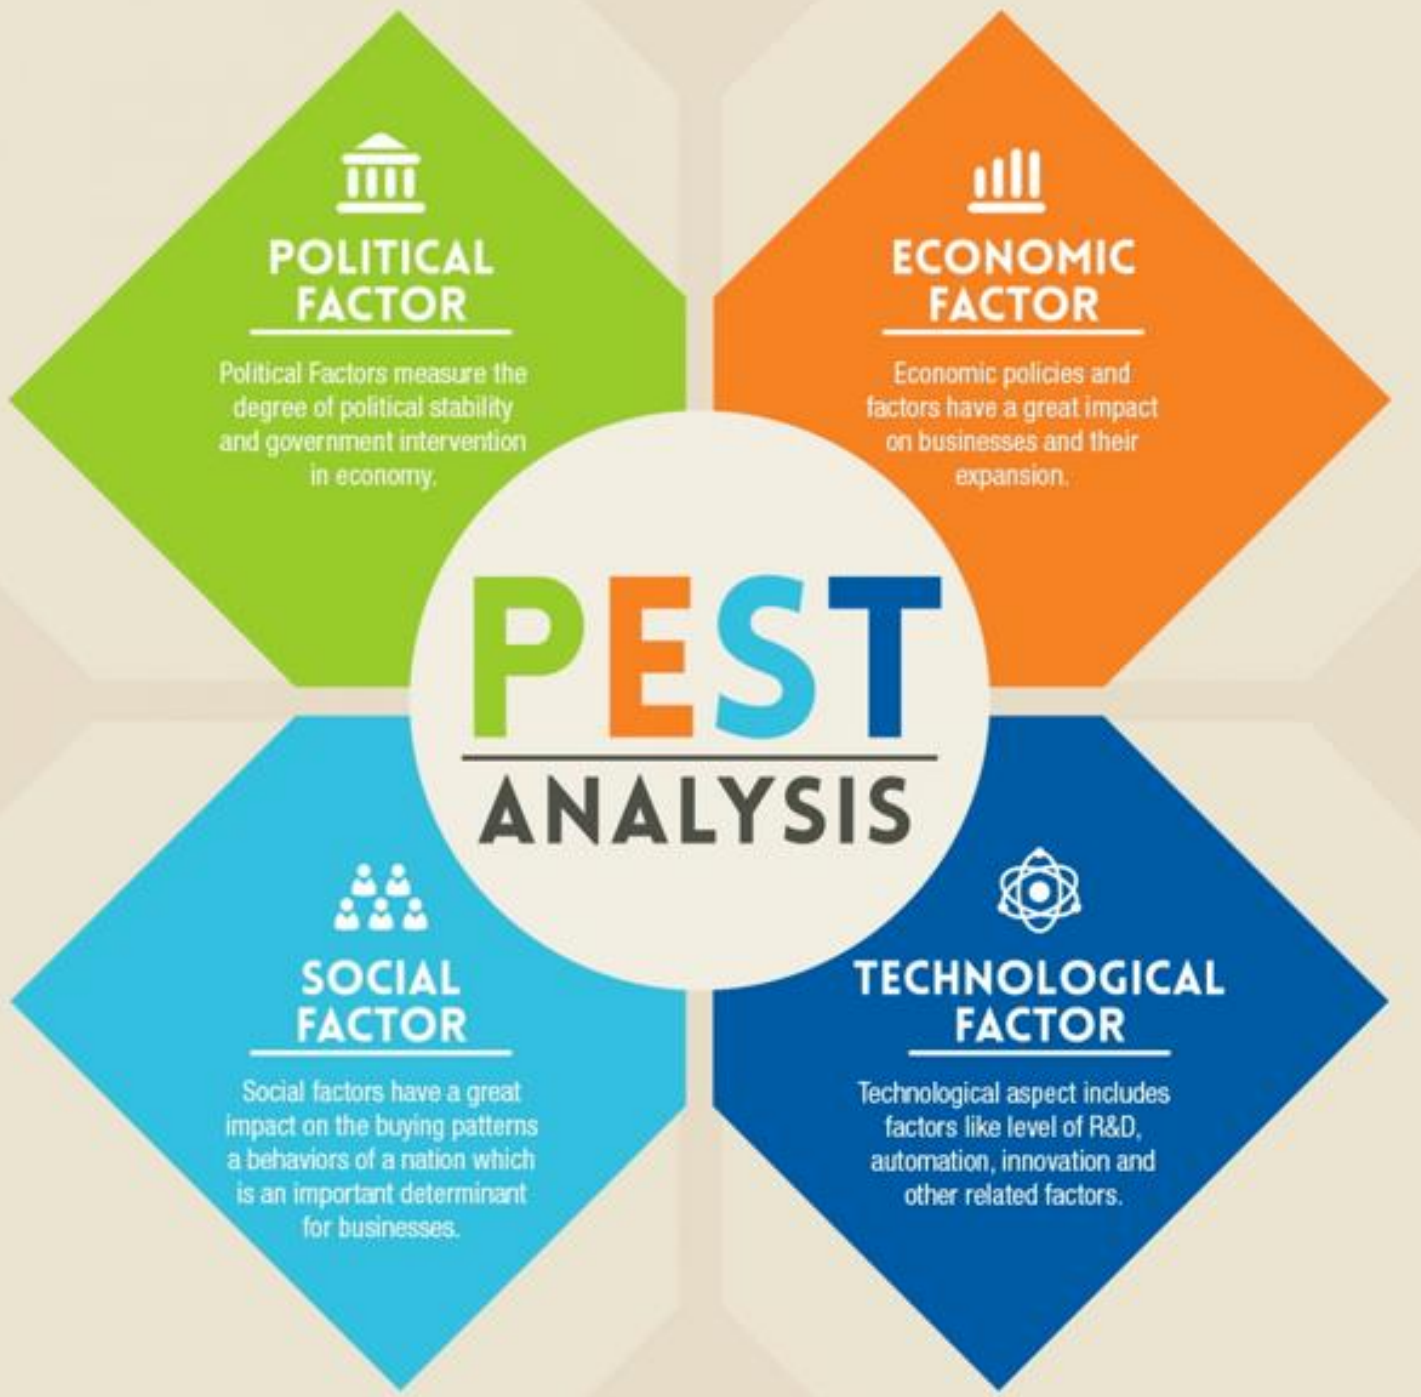 POLITICAL
FACTOR
Political Factors measure the
degree of political stability
and government intervention
in economy.
ECONOMIC
FACTOR
Economic policies and
factors have a great impact
on businesses and their
expansion.
PEST
ANALYSIS
SOCIAL
FACTOR
Social factors have a great
impact on the buying patterns
a behaviors of a nation which
is an important determinant
for businesses.
TECHNOLOGICAL
FACTOR
Technological aspect includes
factors like level of R&D,
automation, innovation and
other related factors.